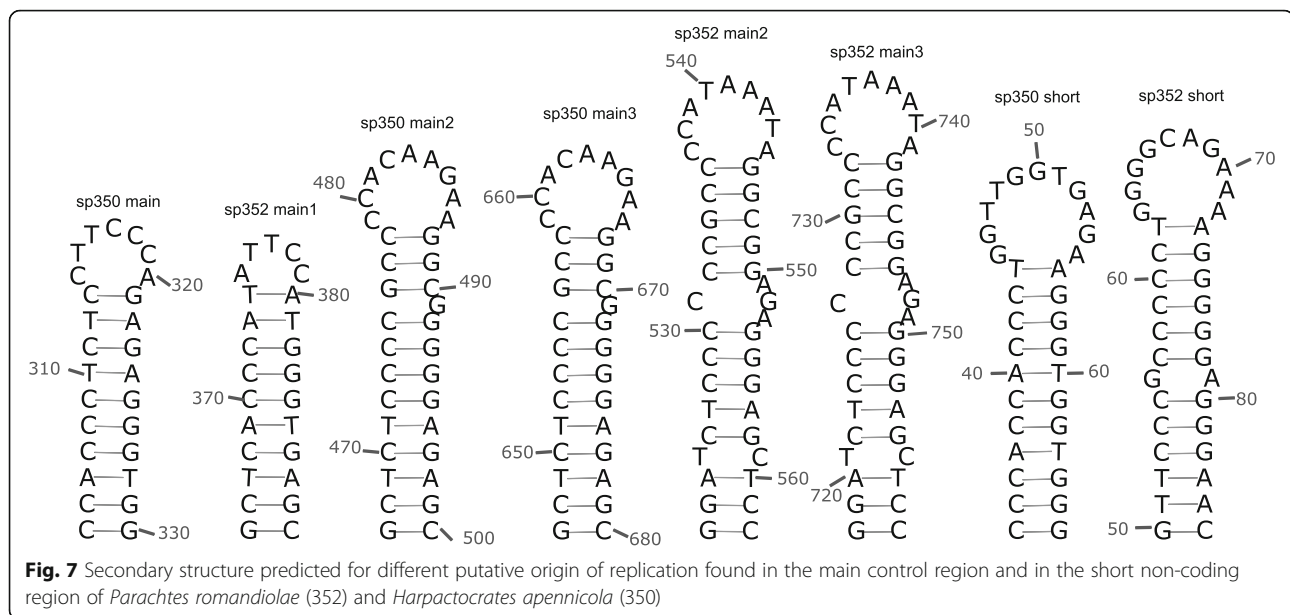 sp350 main
T T C C C
T C A 320
C
C G
T A
C G
310 T A
C G
C G
C G
A T
C G
C G 330
sp352 main1
T T C
A C
T A 380
A T
C G
C G
370 C G
A T
C G
T A
C G
G C
sp350 main2
C A A G
A A
480 C A
C
C G
C G
G C 490
G
C G
C G
C G
T A
470 C G
T A
C G
G C 500
sp350 main3
C A A G
A A
660 C A
C
C G
C G
G C 670
G
C G
C G
C G
T A
650 C G
T A
C G
G C 680
sp352 main2
540
T A A A
A T
C A
C
C G
C G
G C
C G
C G 550
A
C G
A
530 C G
C G
C G
T A
C G
T C
A T 560
G C
G C
sp352 main3
T A A A
A T 740
C A
C
C G
C G
730 G C
C G
C G
A
C G
A
C G 750
C G
C G
T A
C G
T C
720 A T
G C
G C
sp350 short
50
G G T
T G
T A
G G
G A
T A
C G
C G
C G
40 A T 60
C G
C G
A T
C G
C G
C G
sp352 short
G C A G
G A 70
G A
G A
T A
C G
60 C G
C G
C G
C G
G A
C G 80
C G
C G
T A
T A
50 G C
Fig. 7 Secondary structure predicted for different putative origin of replication found in the main control region and in the short non-coding
region of Parachtes romandiolae (352) and Harpactocrates apennicola (350)